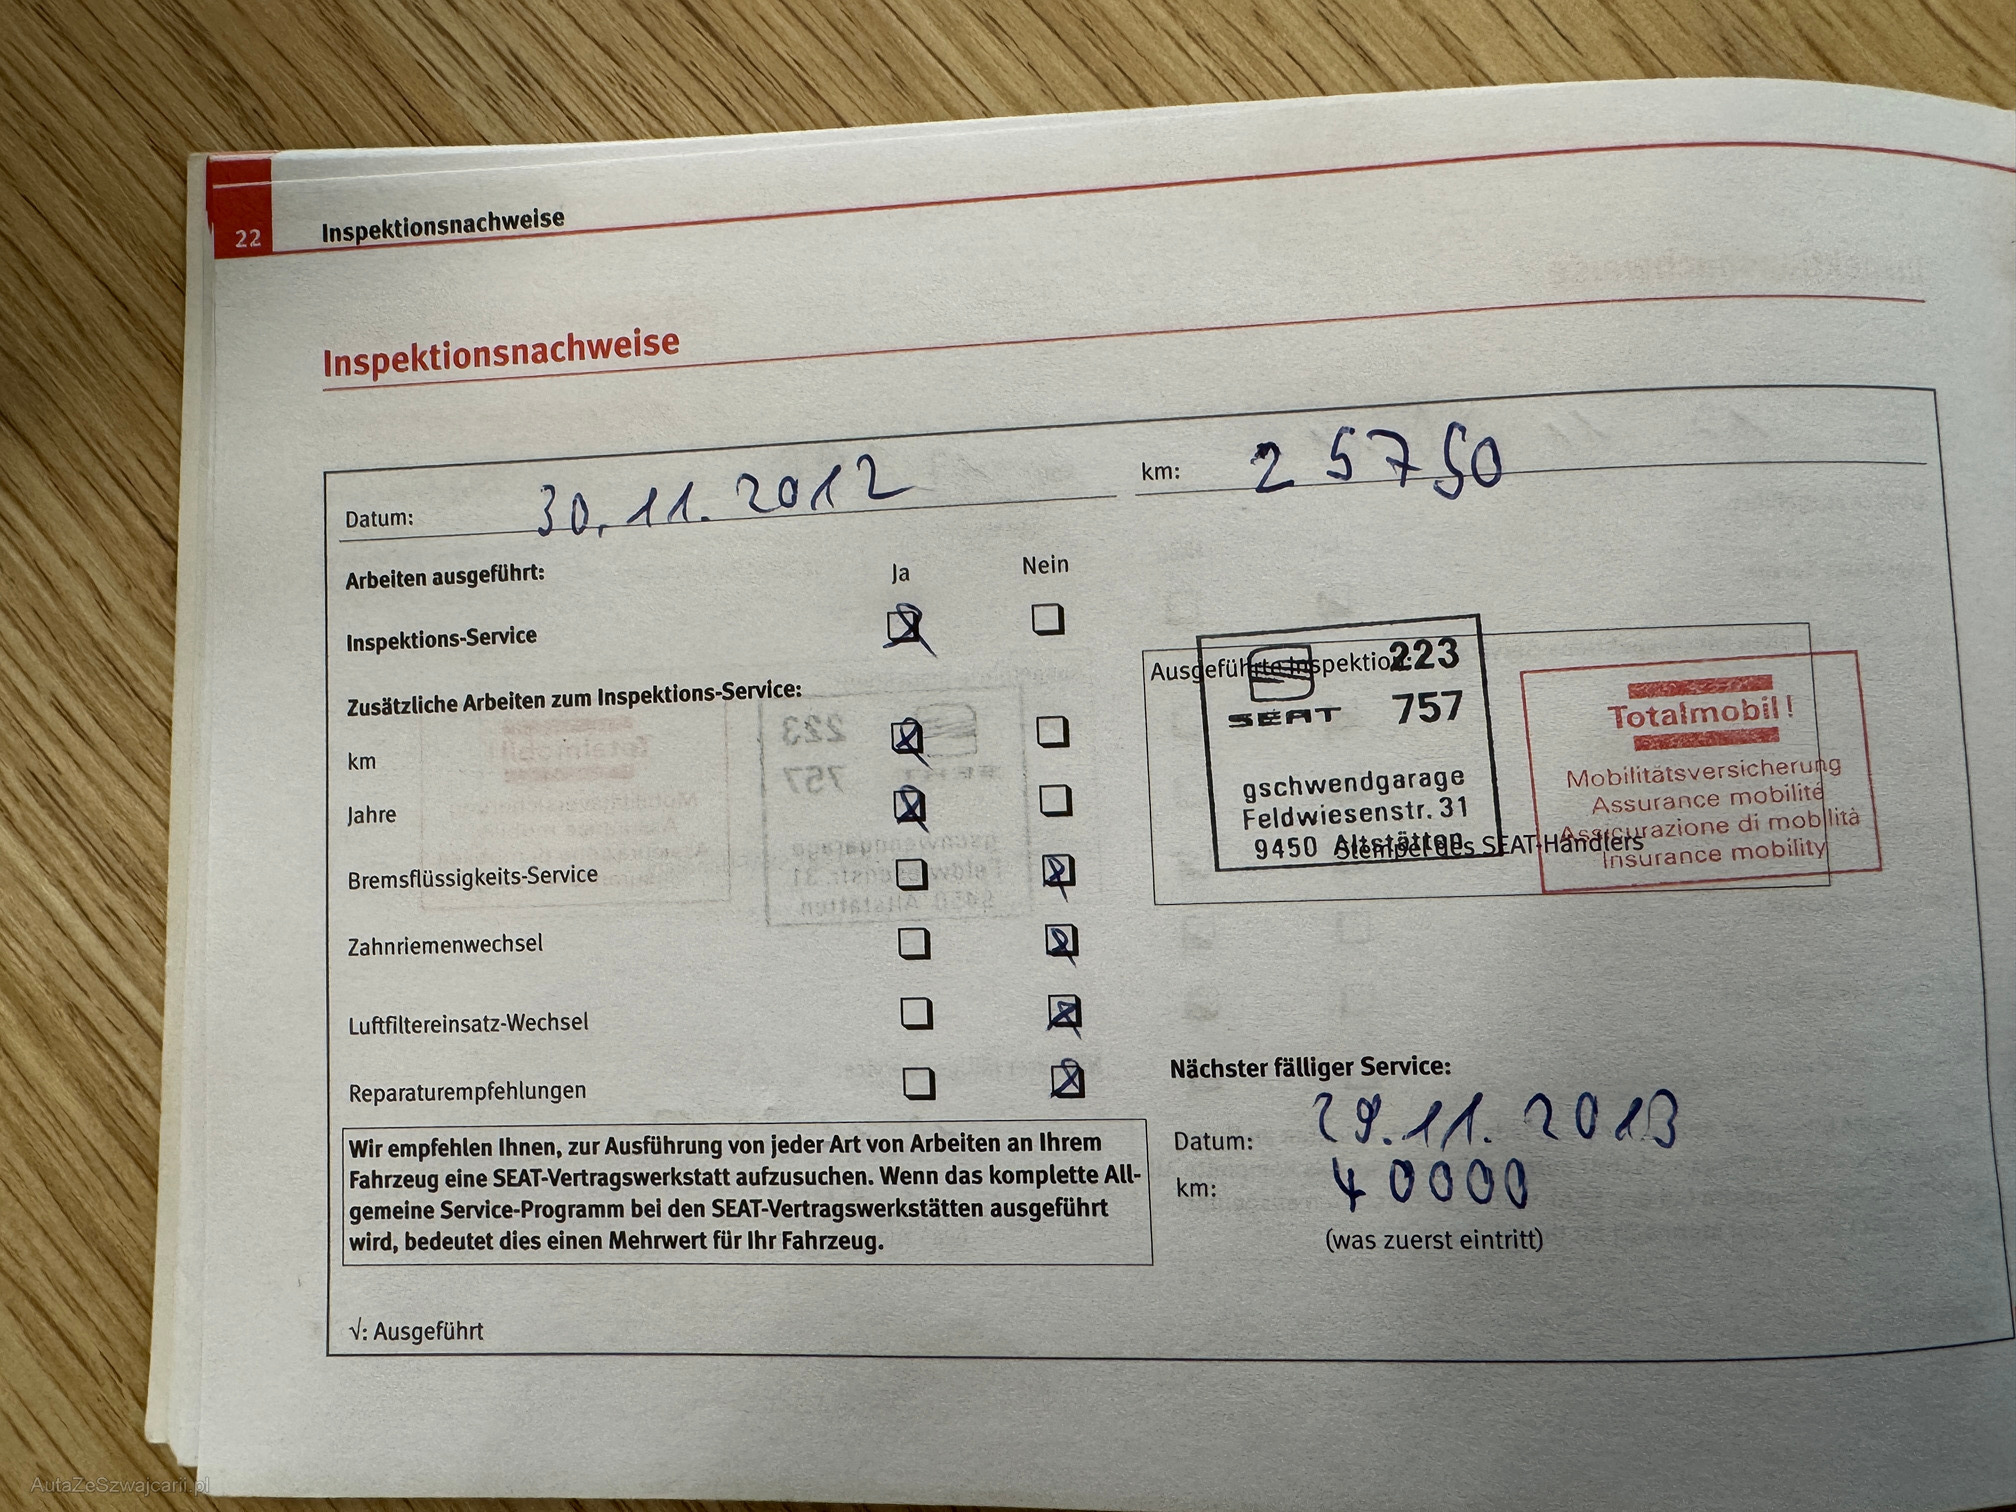 22 Inspektionsnachweise
Inspektionsnachweise
Datum: 30.11.2012 km: 25750
Arbeiten ausgeführt: Ja Nein
Inspektions-Service
Zusätzliche Arbeiten zum Inspektions-Service:
km
Jahre
Bremsflüssigkeits-Service
Zahnriemenwechsel
Luftfiltereinsatz-Wechsel
Reparaturempfehlungen
Wir empfehlen Ihnen, zur Ausführung von jeder Art von Arbeiten an Ihrem
Fahrzeug eine SEAT-Vertragswerkstatt aufzusuchen. Wenn das komplette All-
gemeine Service-Programm bei den SEAT-Vertragswerkstätten ausgeführt
wird, bedeutet dies einen Mehrwert für Ihr Fahrzeug.
√: Ausgeführt
Ausgeführte Inspektion:
223
SEAT 757
gschwendgarage
Feldwiesenstr. 31
9450 Altstätten
Stempel des SEAT-Händlers
Totalmobil!
Mobilitätsversicherung
Assurance mobilité
Assicurazione di mobilità
Insurance mobility
Nächster fälliger Service:
Datum: 29.11.2013
km: 40000
(was zuerst eintritt)
AutaZeSzwajcarii.pl